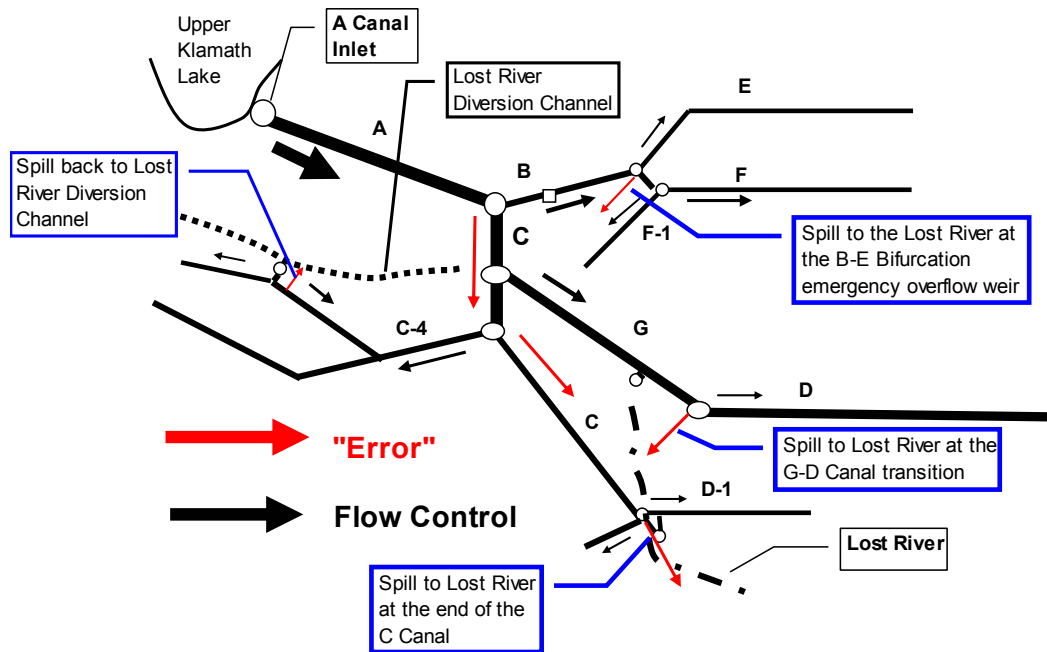 Upper
Klamath
Lake
A Canal
Inlet
Lost River
Diversion Channel
A
E
B
F
F-1
Spill back to Lost
River Diversion
Channel
C
Spill to the Lost River at
the B-E Bifurcation
emergency overflow weir
G
C-4
D
C
"Error"
Spill to Lost River at the
G-D Canal transition
D-1
Flow Control
Lost River
Spill to Lost River
at the end of the
C Canal